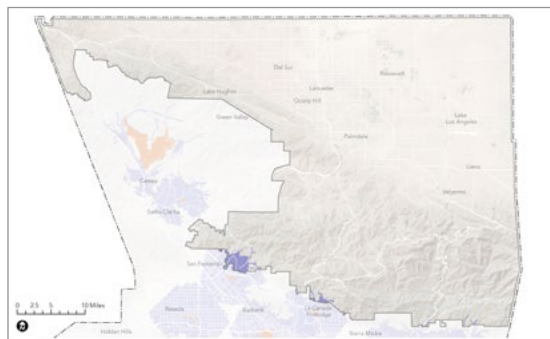 Del Sur
Roosevelt
Lancaster
Lake Hughes
Quartz Hill
Lake
Los Angeles
Green Valley
Palmdale
Llano
Castaic
Valyermo
Santa Clarita
San Fernando
0 2.5 5 10 Miles
Reseda
Burbank
La Cañada
Flintridge
Hidden Hills
Sierra Madre